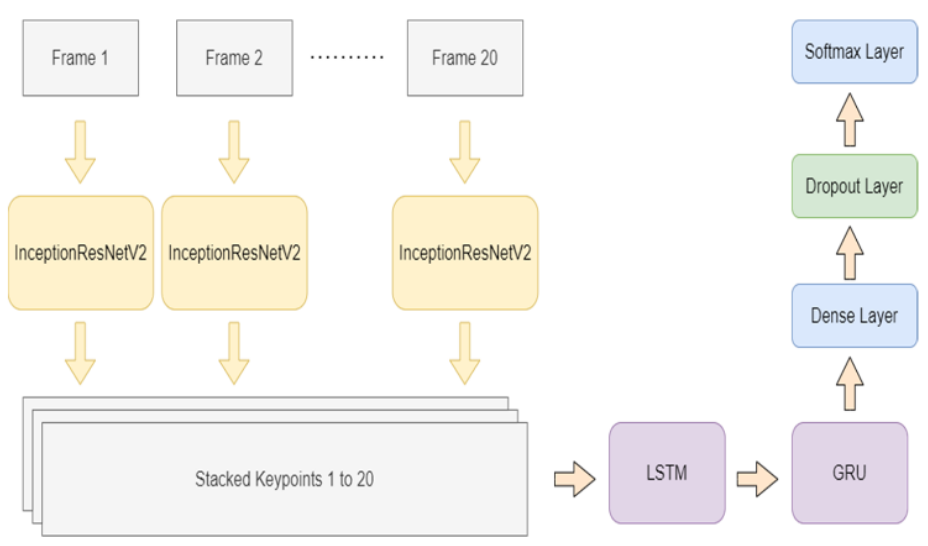 Frame 1
Frame 2
..........
Frame 20
Softmax Layer
Dropout Layer
InceptionResNetV2
InceptionResNetV2
InceptionResNetV2
Dense Layer
Stacked Keypoints 1 to 20
LSTM
GRU